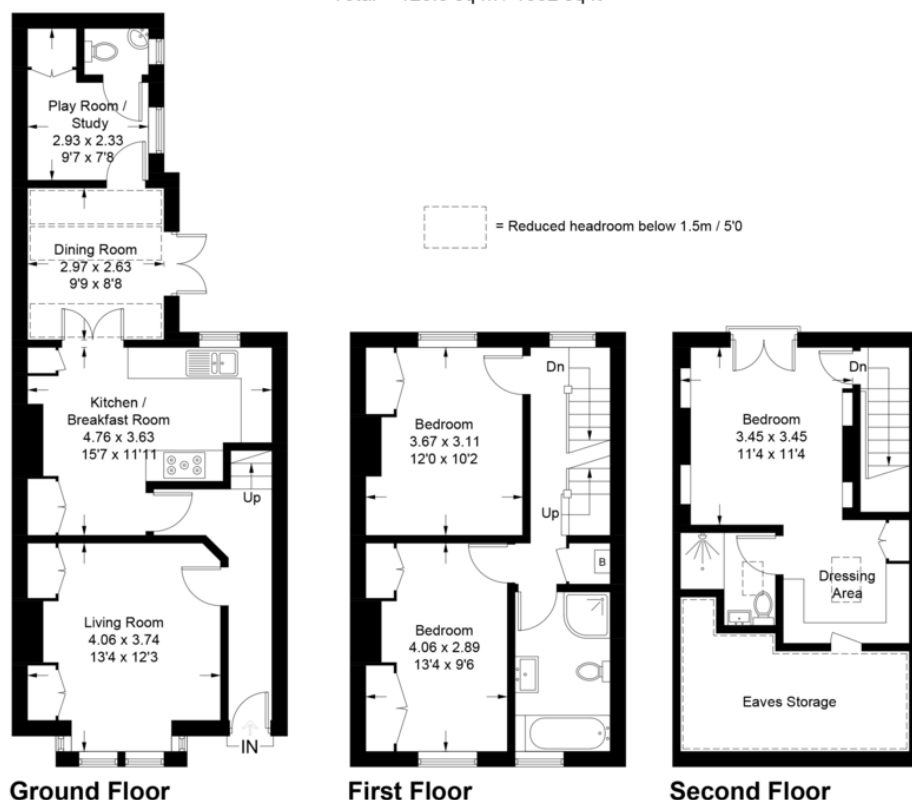 Play Room /
Study
2.93 x 2.33
9'7 x 7'8
Dining Room
2.97 x 2.63
9'9 x 8'8
= Reduced headroom below 1.5m / 5'0
Kitchen /
Breakfast Room
4.76 x 3.63
15'7 x 11'11
Up
Living Room
4.06 x 3.74
13'4 x 12'3
IN
Ground Floor
Dn
Bedroom
3.67 x 3.11
12'0 x 10'2
Up
B
Bedroom
4.06 x 2.89
13'4 x 9'6
First Floor
Dn
Bedroom
3.45 x 3.45
11'4 x 11'4
Dressing
Area
Eaves Storage
Second Floor